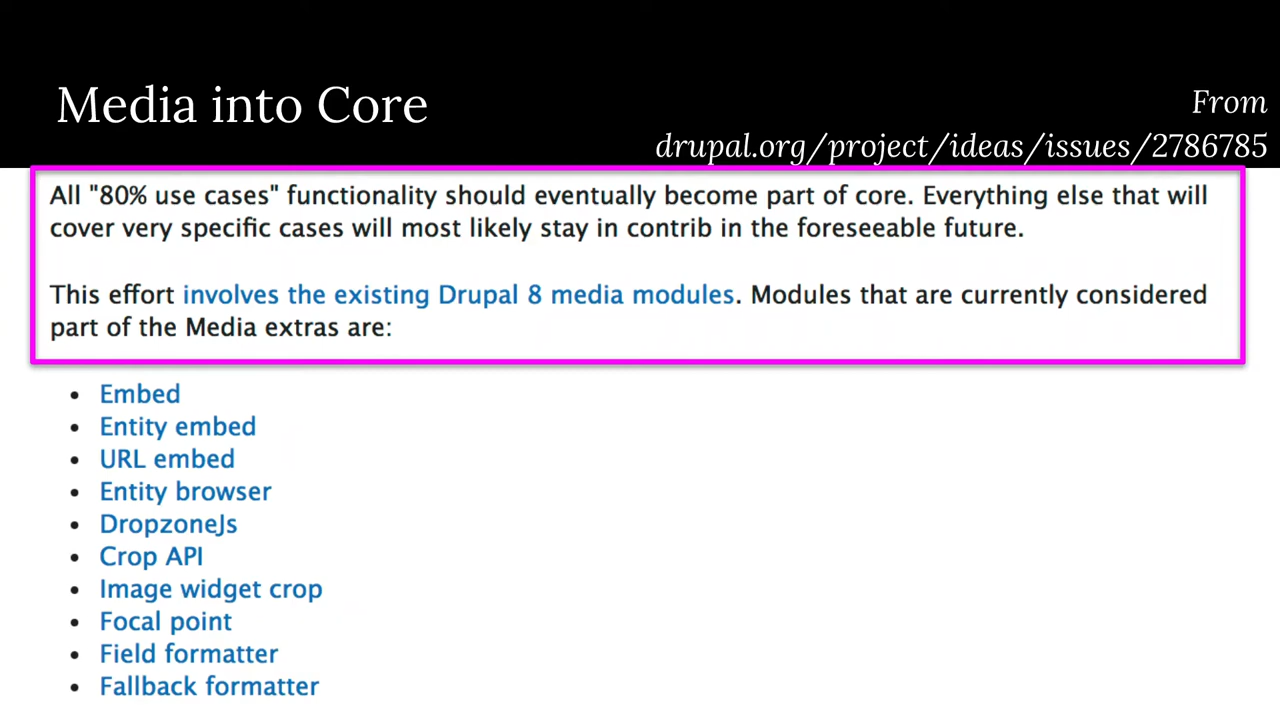 Media into Core
From
drupal.org/project/ideas/issues/2786785
All "80% use cases" functionality should eventually become part of core. Everything else that will
cover very specific cases will most likely stay in contrib in the foreseeable future.
This effort involves the existing Drupal 8 media modules. Modules that are currently considered
part of the Media extras are:
• Embed
• Entity embed
• URL embed
• Entity browser
• DropzoneJs
• Crop API
• Image widget crop
• Focal point
• Field formatter
• Fallback formatter